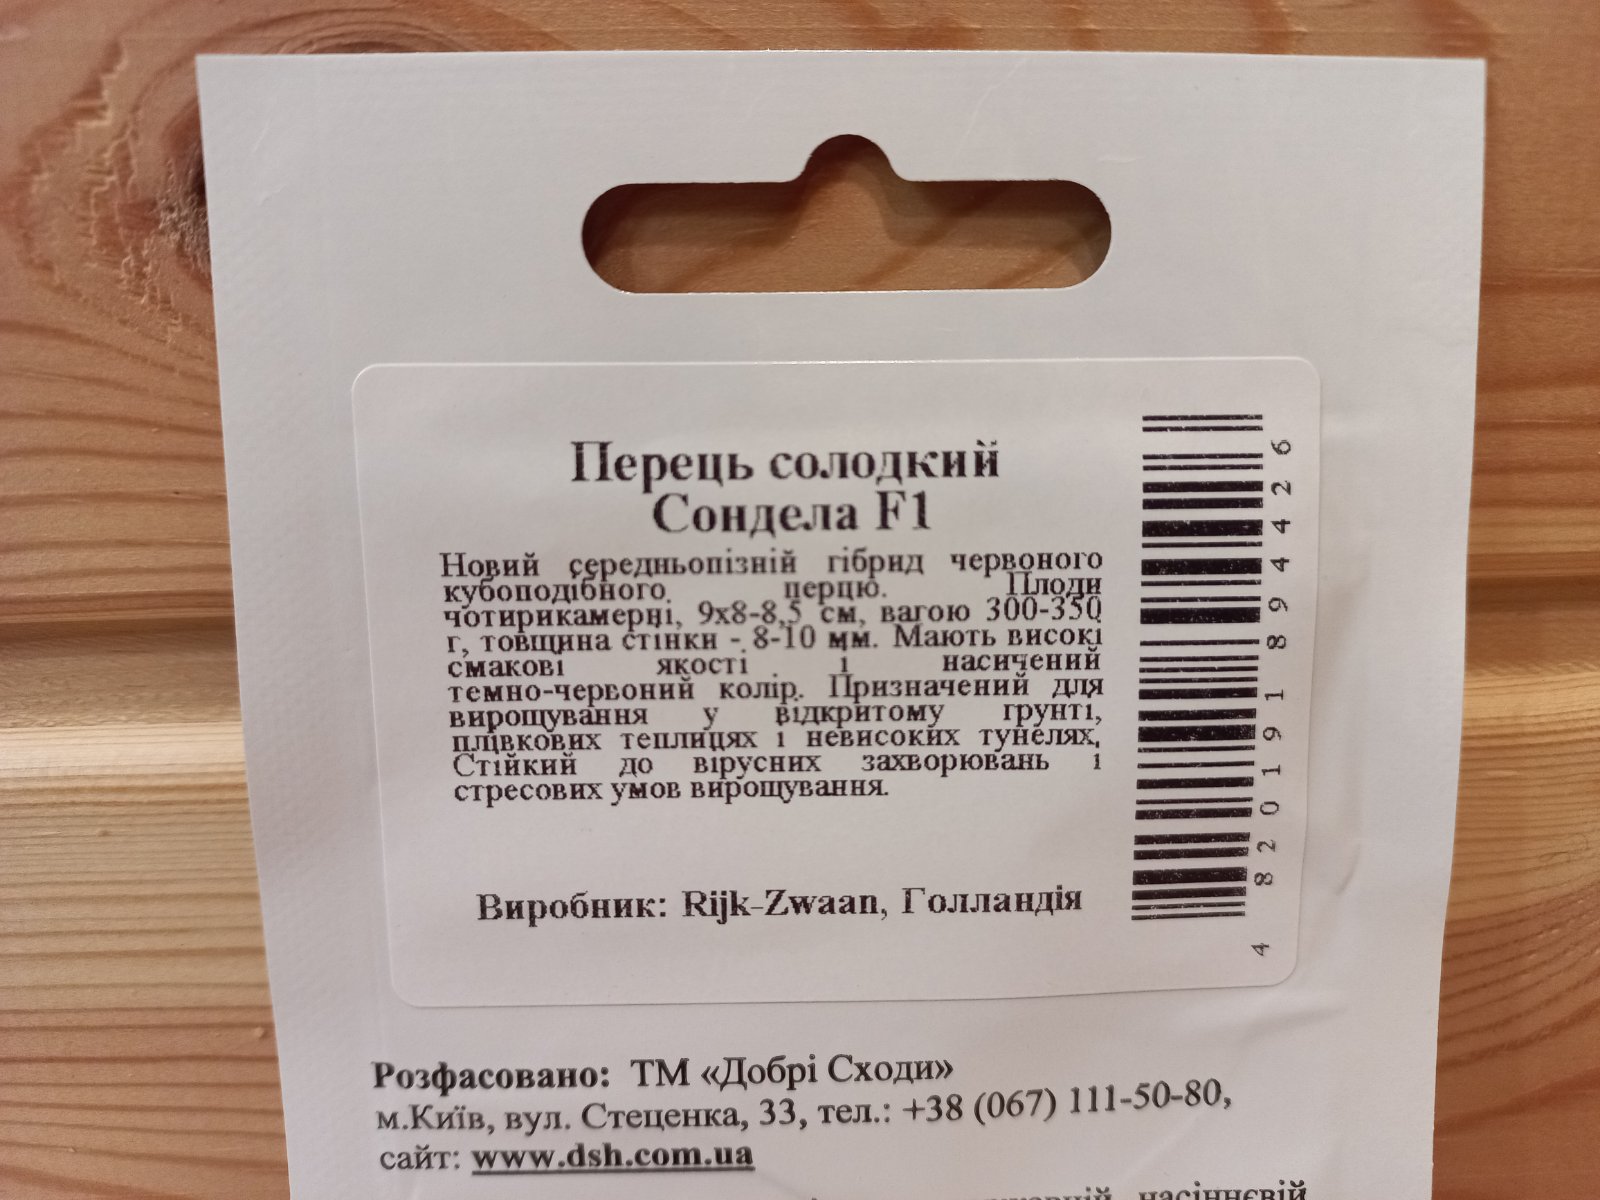 Перець солодкий
Сондела F1
Новий середньопізній гібрид червоного
кубоподібного перцю. Плоди
чотирикамерні, 9х8-8,5 см, вагою 300-350
г, товщина стінки - 8-10 мм. Мають високі
смакові якості і насичений
темно-червоний колір. Призначений для
вирощування у відкритому грунті,
плівкових теплицях і невисоких тунелях.
Стійкий до вірусних захворювань і
стресових умов вирощування.
Виробник: Rijk-Zwaan, Голландія
4 820191 894426
Розфасовано: ТМ «Добрі Сходи»
м.Київ, вул. Стеценка, 33, тел.: +38 (067) 111-50-80,
сайт: www.dsh.com.ua
насіннєвій